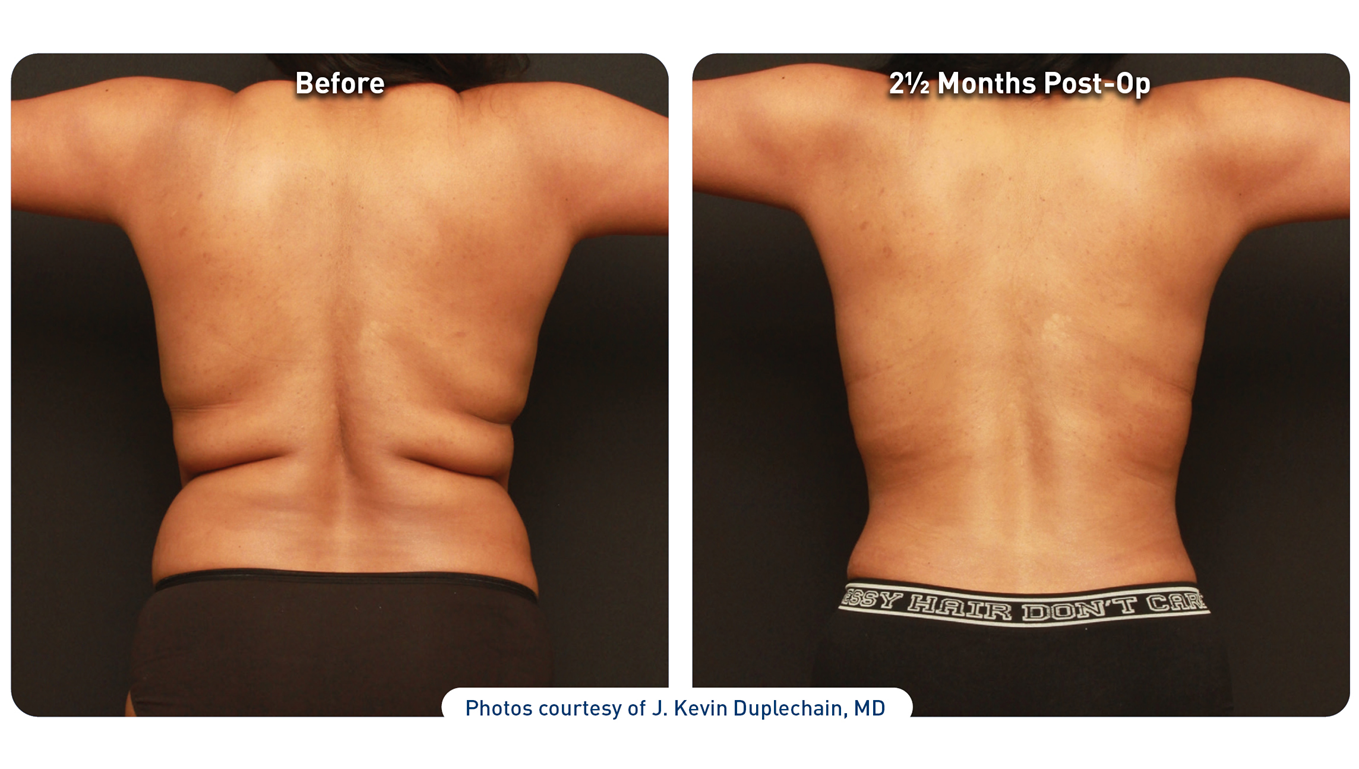 Before
2½ Months Post-Op
HAIR DON'T
Photos courtesy of J. Kevin Duplechain, MD